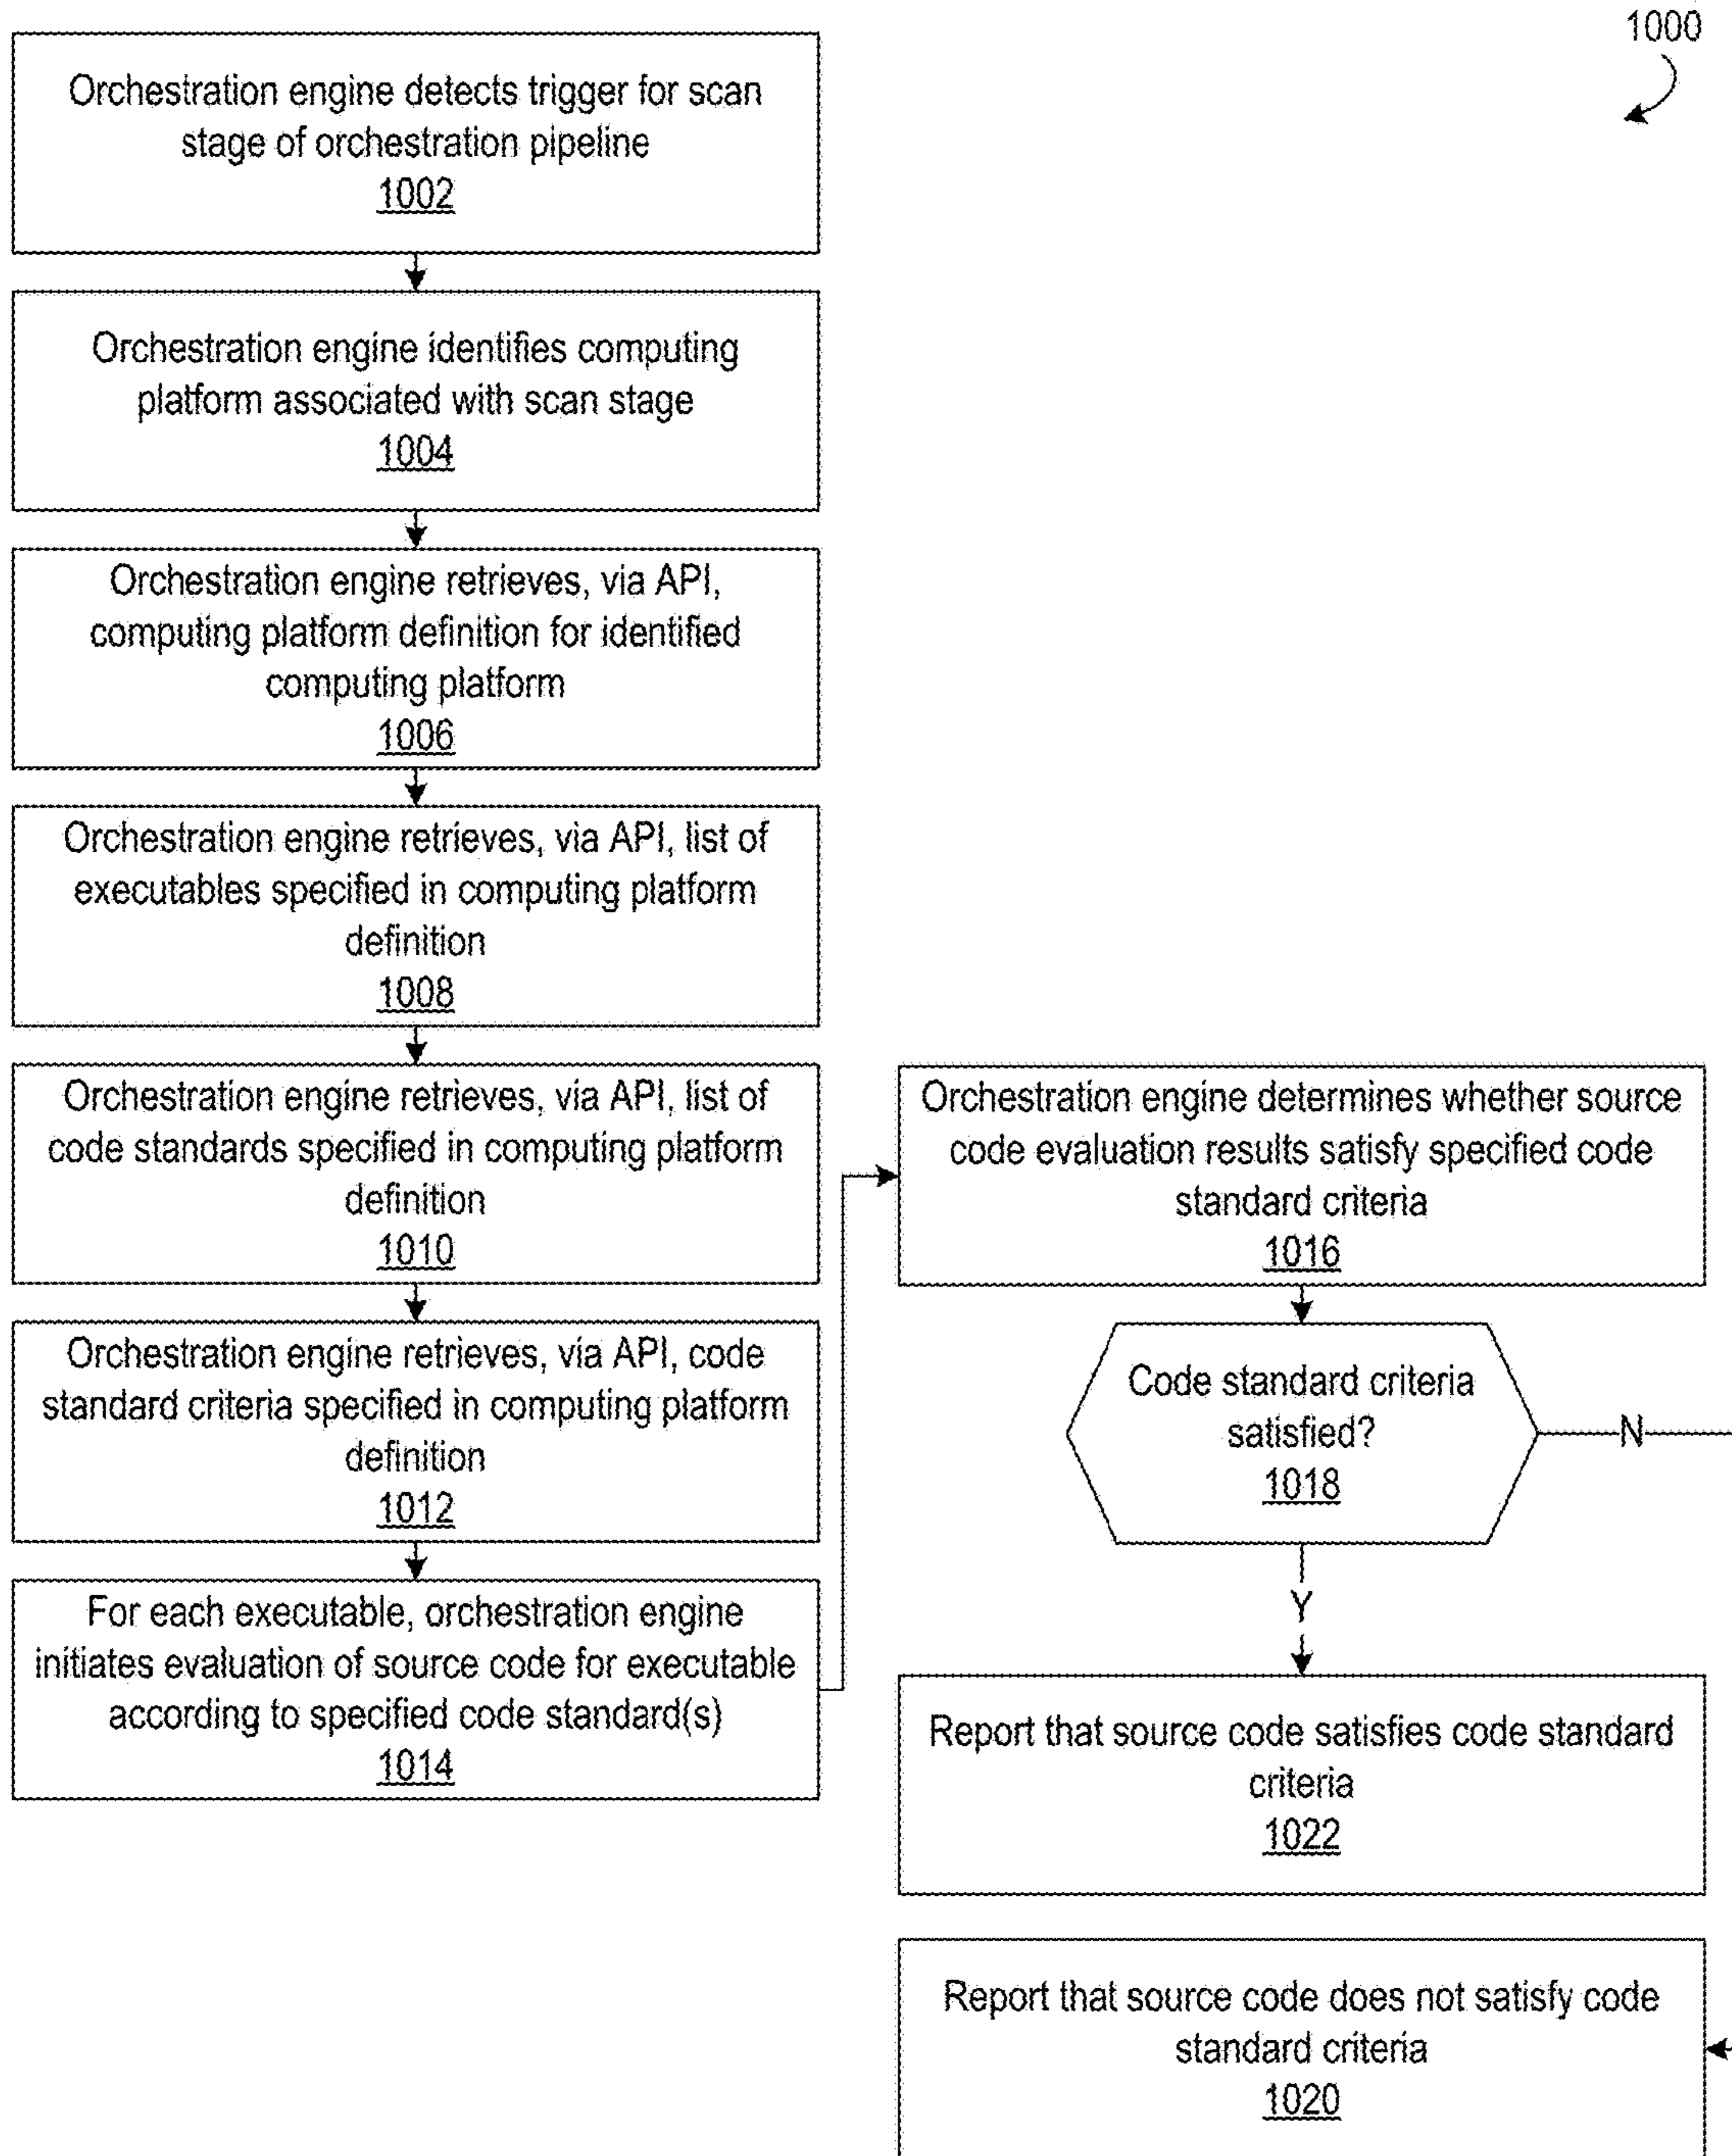 1000
Orchestration engine detects trigger for scan
stage of orchestration pipeline
1002
Orchestration engine identifies computing
platform associated with scan stage
1004
Orchestration engine retrieves, via API,
computing platform definition for identified
computing platform
1006
Orchestration engine retrieves, via API, list of
executables specified in computing platform
definition
1008
Orchestration engine retrieves, via API, list of
code standards specified in computing platform
definition
1010
Orchestration engine retrieves, via API, code
standard criteria specified in computing platform
definition
1012
For each executable, orchestration engine
initiates evaluation of source code for executable
according to specified code standard(s)
1014
Orchestration engine determines whether source
code evaluation results satisfy specified code
standard criteria
1016
Code standard criteria
satisfied?
1018
N
Y
Report that source code satisfies code standard
criteria
1022
Report that source code does not satisfy code
standard criteria
1020